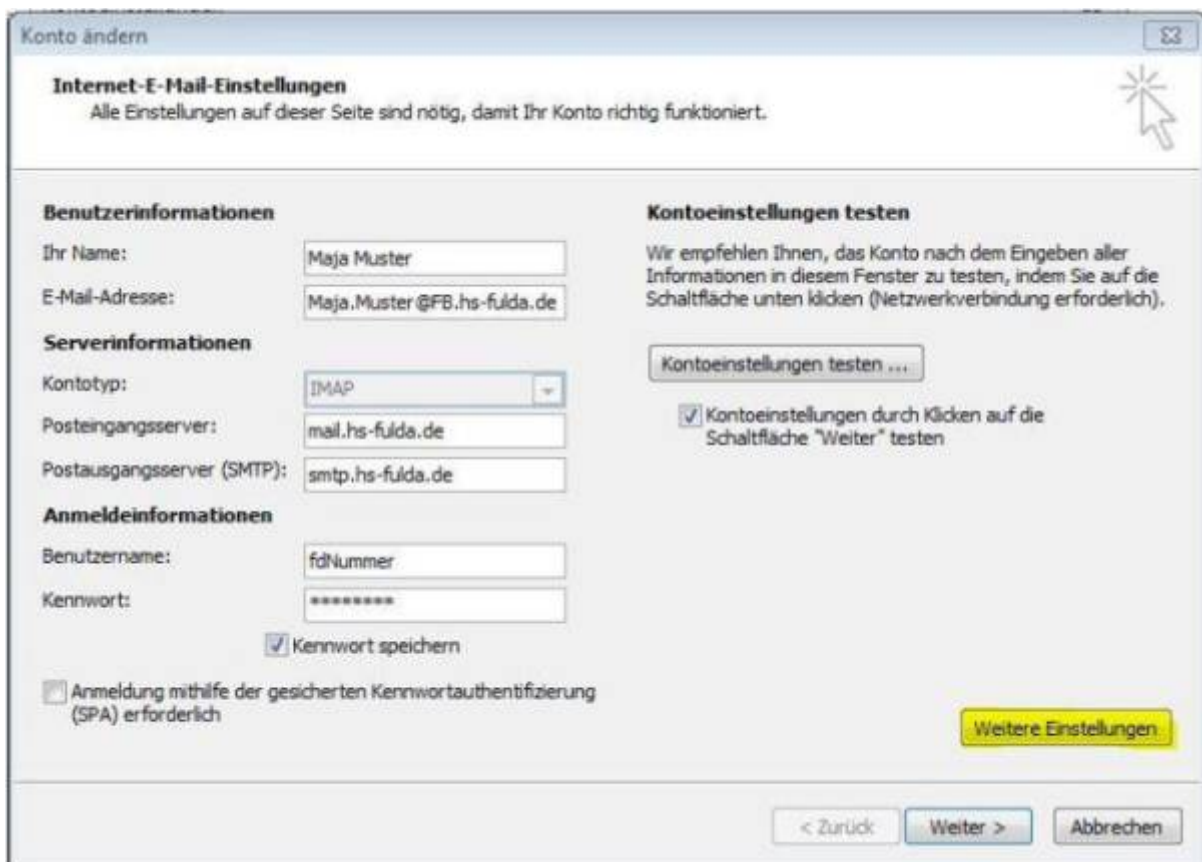 Konto ändern
Internet-E-Mail-Einstellungen
Alle Einstellungen auf dieser Seite sind nötig, damit Ihr Konto richtig funktioniert.
Benutzerinformationen
Ihr Name:
Maja Muster
E-Mail-Adresse:
Maja.Muster@FB.hs-fulda.de
Serverinformationen
Kontotyp:
IMAP
Posteingangsserver:
mail.hs-fulda.de
Postausgangsserver (SMTP):
smtp.hs-fulda.de
Anmeldeinformationen
Benutzername:
fdNummer
Kennwort:
********
Kennwort speichern
Anmeldung mithilfe der gesicherten Kennwortauthentifizierung
(SPA) erforderlich
Kontoeinstellungen testen
Wir empfehlen Ihnen, das Konto nach dem Eingeben aller
Informationen in diesem Fenster zu testen, indem Sie auf die
Schaltfläche unten klicken (Netzwerkverbindung erforderlich).
Kontoeinstellungen testen ...
Kontoeinstellungen durch Klicken auf die
Schaltfläche "Weiter" testen
Weitere Einstellungen
< Zurück
Weiter >
Abbrechen